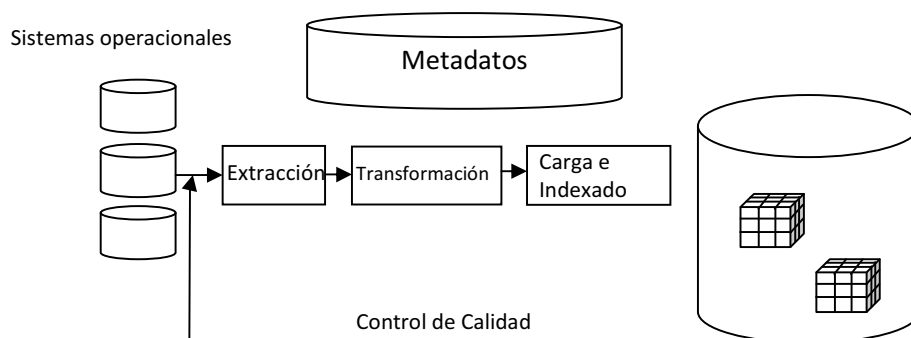 Sistemas operacionales
Metadatos
Extracción
Transformación
Carga e
Indexado
Control de Calidad